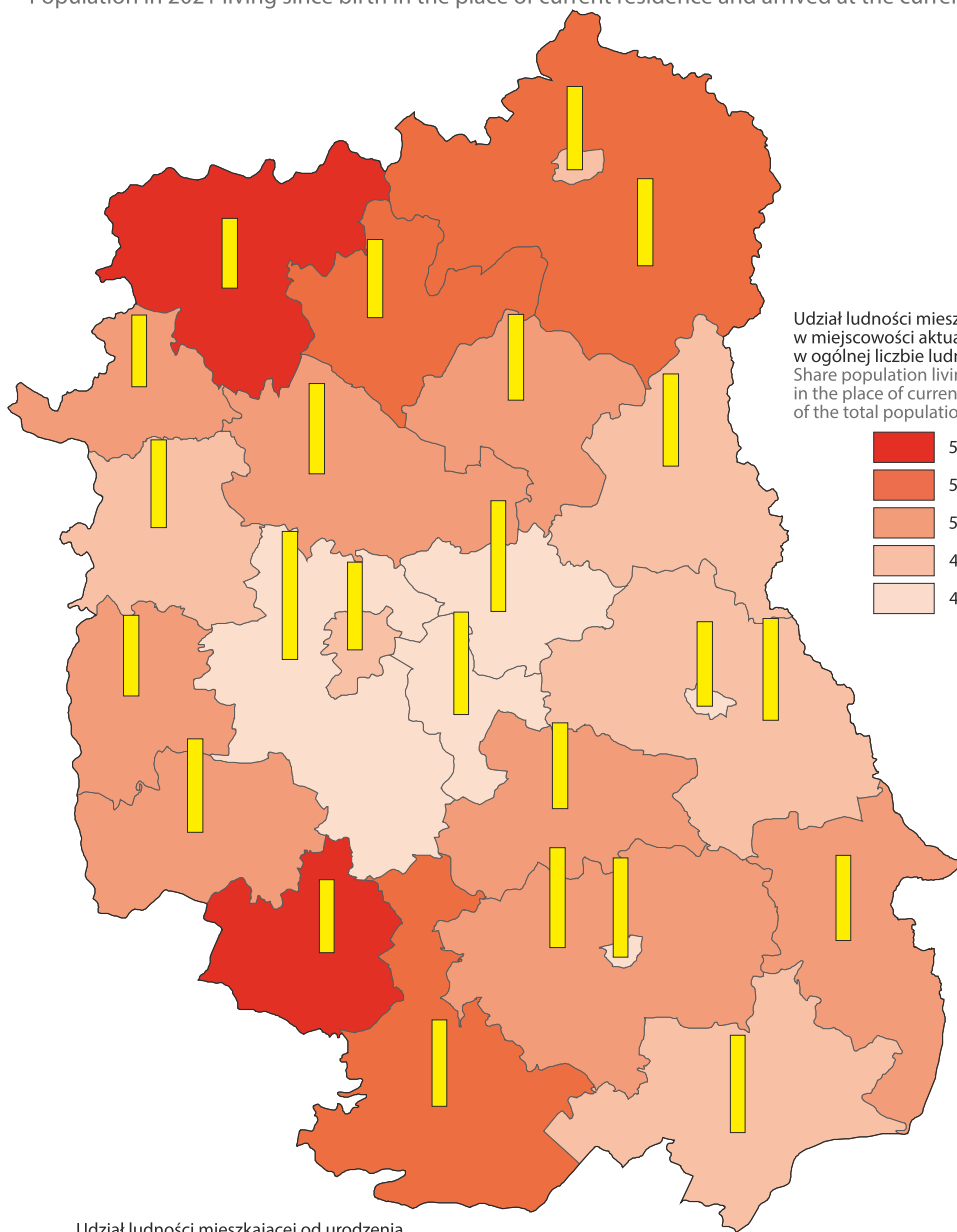 Population in 2021 living since birth in the place of current residence and arrived at the curren
Udział ludności miesz
w miejscowości aktua
w ogólnej liczbie ludn
Share population living
in the place of curren
of the total populatio
5
5
5
4
4
Udział ludności mieszkającej od urodzenia